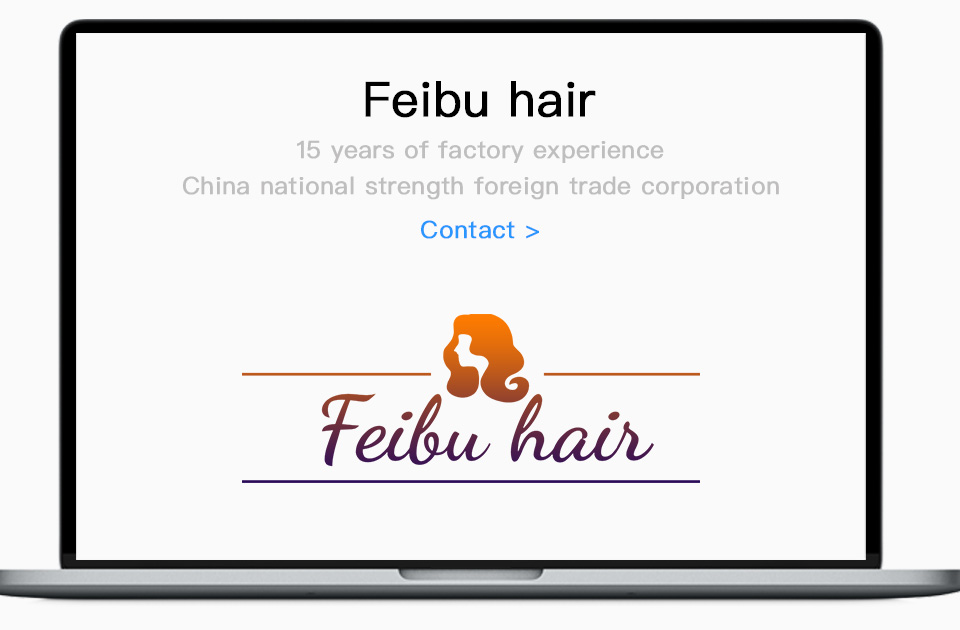 Feibu hair
15 years of factory experience
China national strength foreign trade corporation
Contact >
Feibu hair